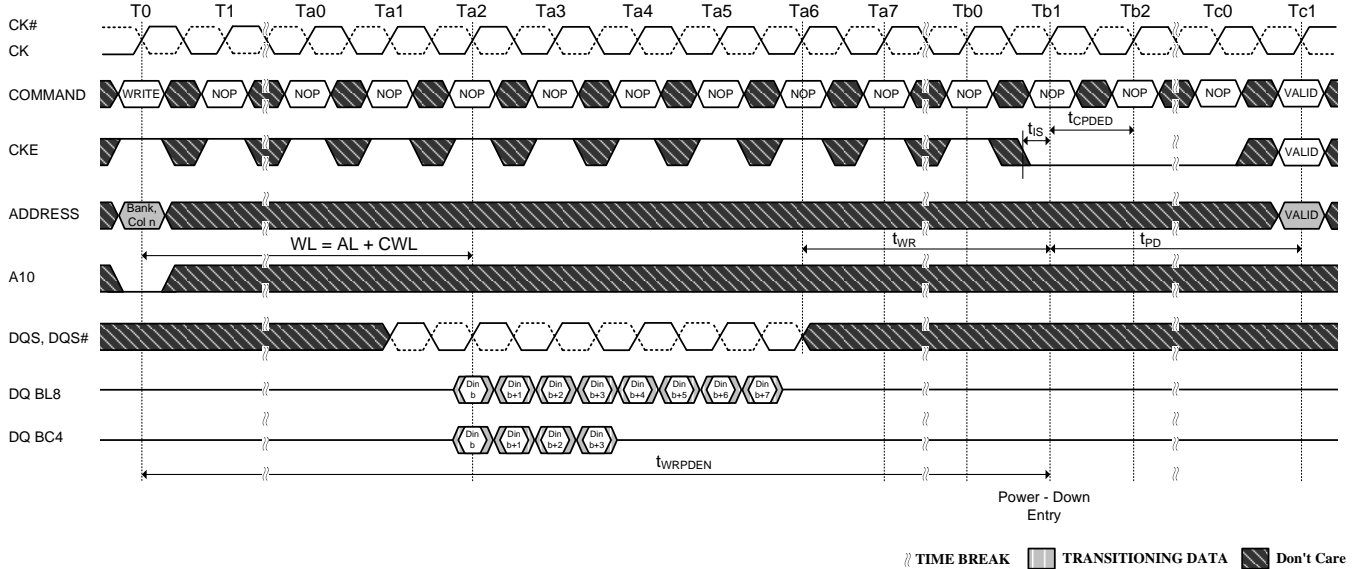 T0 T1 Ta0 Ta1 Ta2 Ta3 Ta4 Ta5 Ta6 Ta7 Tb0 Tb1 Tb2 Tc0 Tc1
CK#
CK
COMMAND WRITE NOP NOP NOP NOP NOP NOP NOP NOP NOP NOP NOP NOP NOP VALID
tIS tCPDED
CKE VALID
ADDRESS Bank, Col n VALID
WL = AL + CWL tWR tPD
A10
DQS, DQS#
DQ BL8 Din b Din b+1 Din b+2 Din b+3 Din b+4 Din b+5 Din b+6 Din b+7
DQ BC4 Din b Din b+1 Din b+2 Din b+3
tWRPDEN
Power - Down
Entry
TIME BREAK TRANSITIONING DATA Don't Care